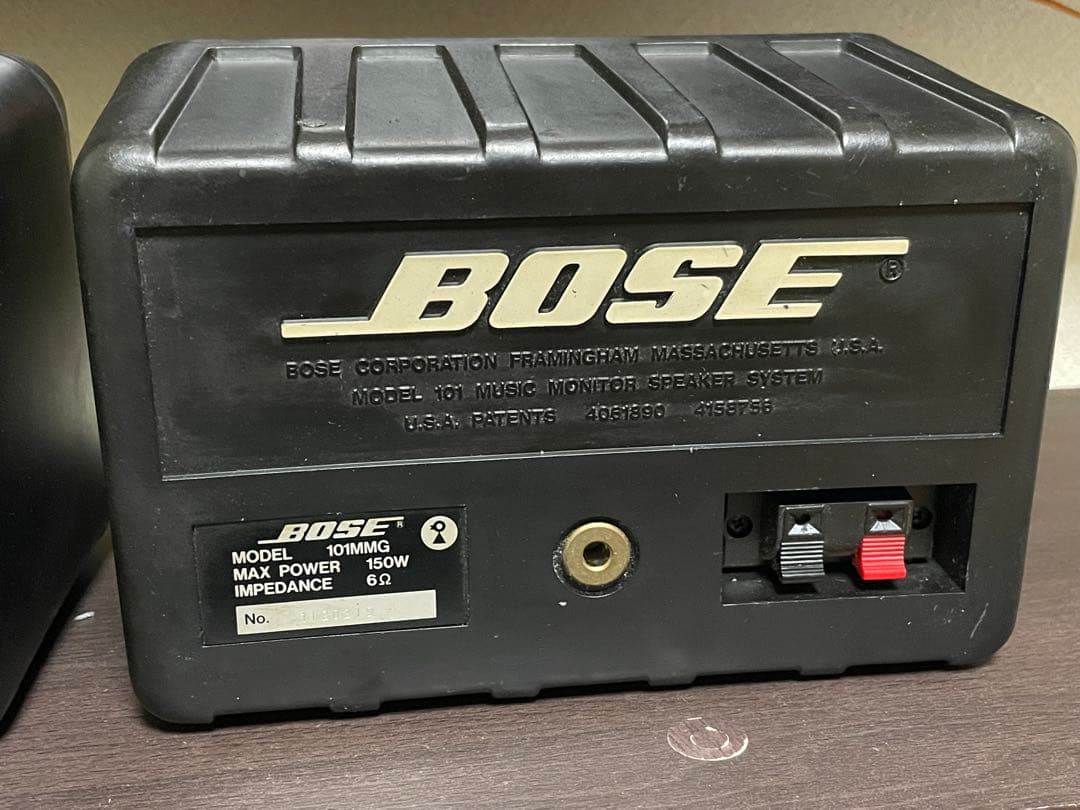 BOSE ®
BOSE CORPORATION FRAMINGHAM MASSACHUSETTS U.S.A.
MODEL 101 MUSIC MONITOR SPEAKER SYSTEM
U.S.A. PATENTS 4051890 4158756
BOSE ®
MODEL 101MMG
MAX POWER 150W
IMPEDANCE 6Ω
No.